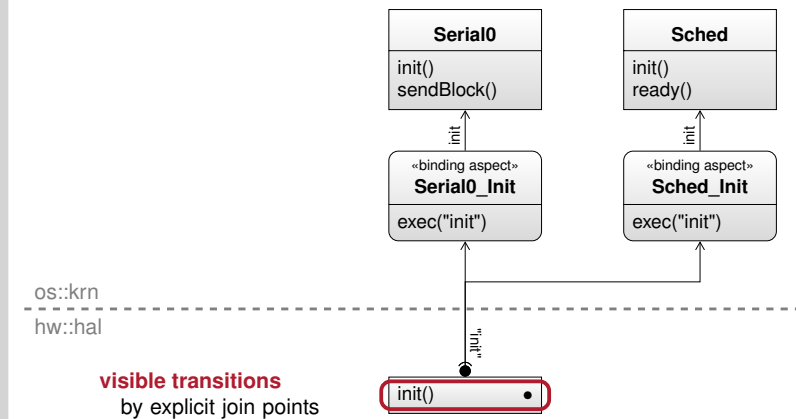 Serial0
init()
sendBlock()
Sched
init()
ready()
init
init
«binding aspect»
Serial0_Init
exec("init")
«binding aspect»
Sched_Init
exec("init")
os::krn
hw::hal
"init"
visible transitions
by explicit join points
init()